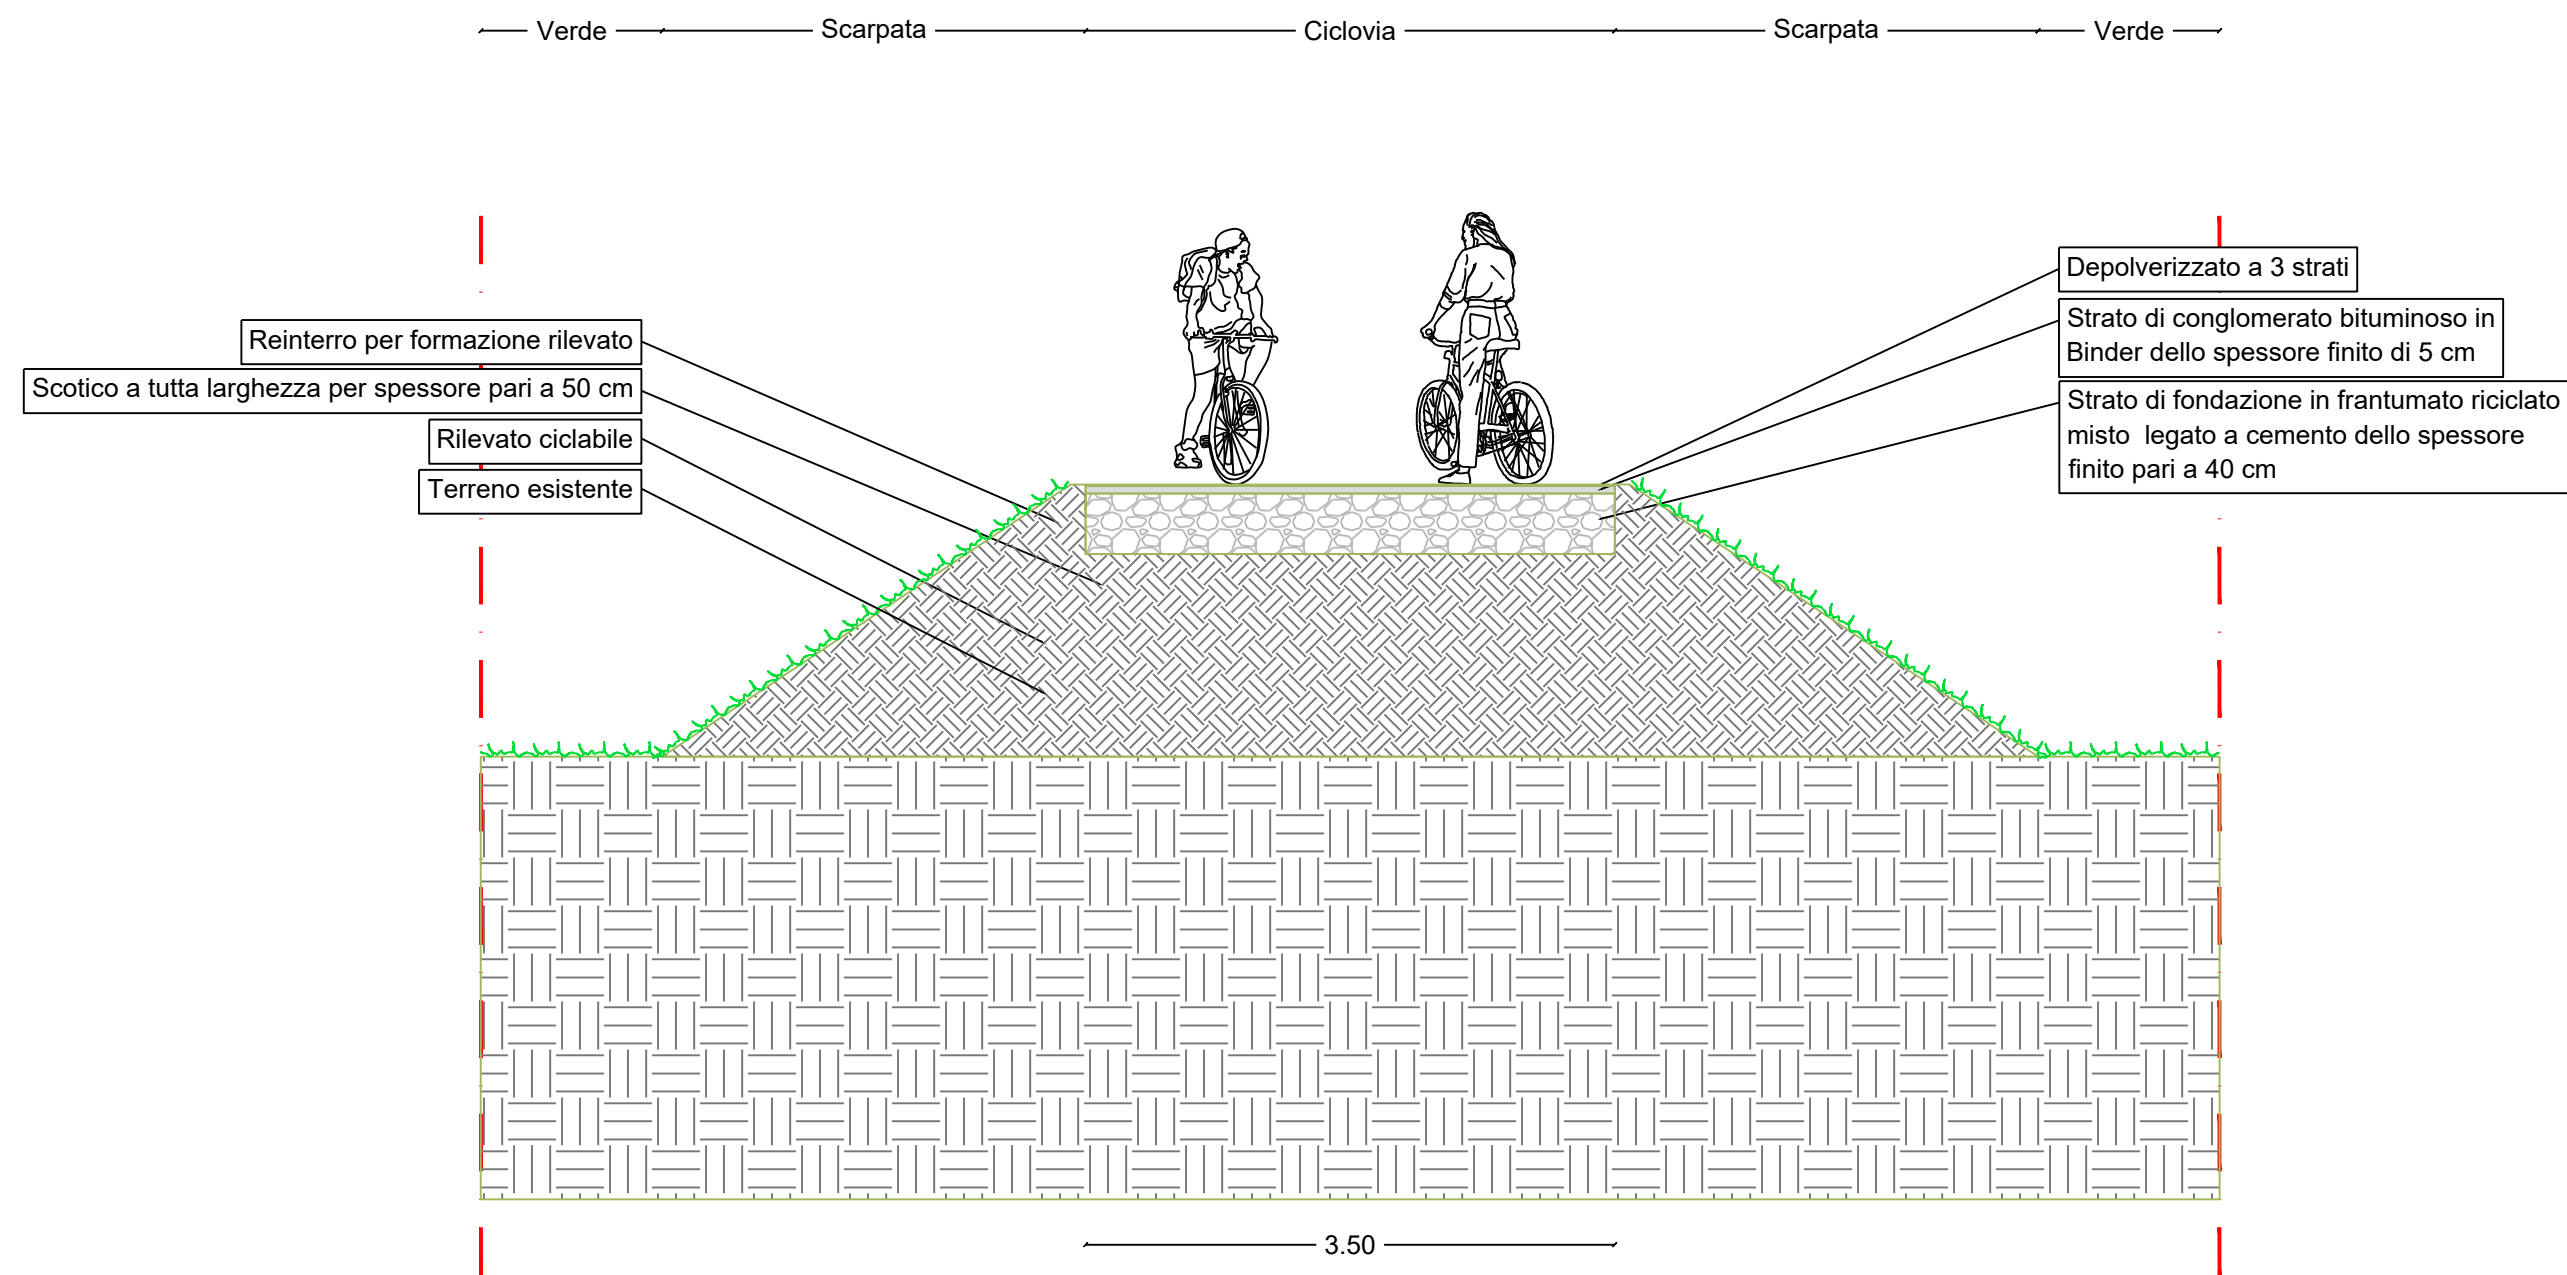 Verde
Scarpata
Ciclovia
Scarpata
Verde
Reinterro per formazione rilevato
Scotico a tutta larghezza per spessore pari a 50 cm
Rilevato ciclabile
Terreno esistente
Depolverizzato a 3 strati
Strato di conglomerato bituminoso in
Binder dello spessore finito di 5 cm
Strato di fondazione in frantumato riciclato
misto  legato a cemento dello spessore
finito pari a 40 cm
3.50